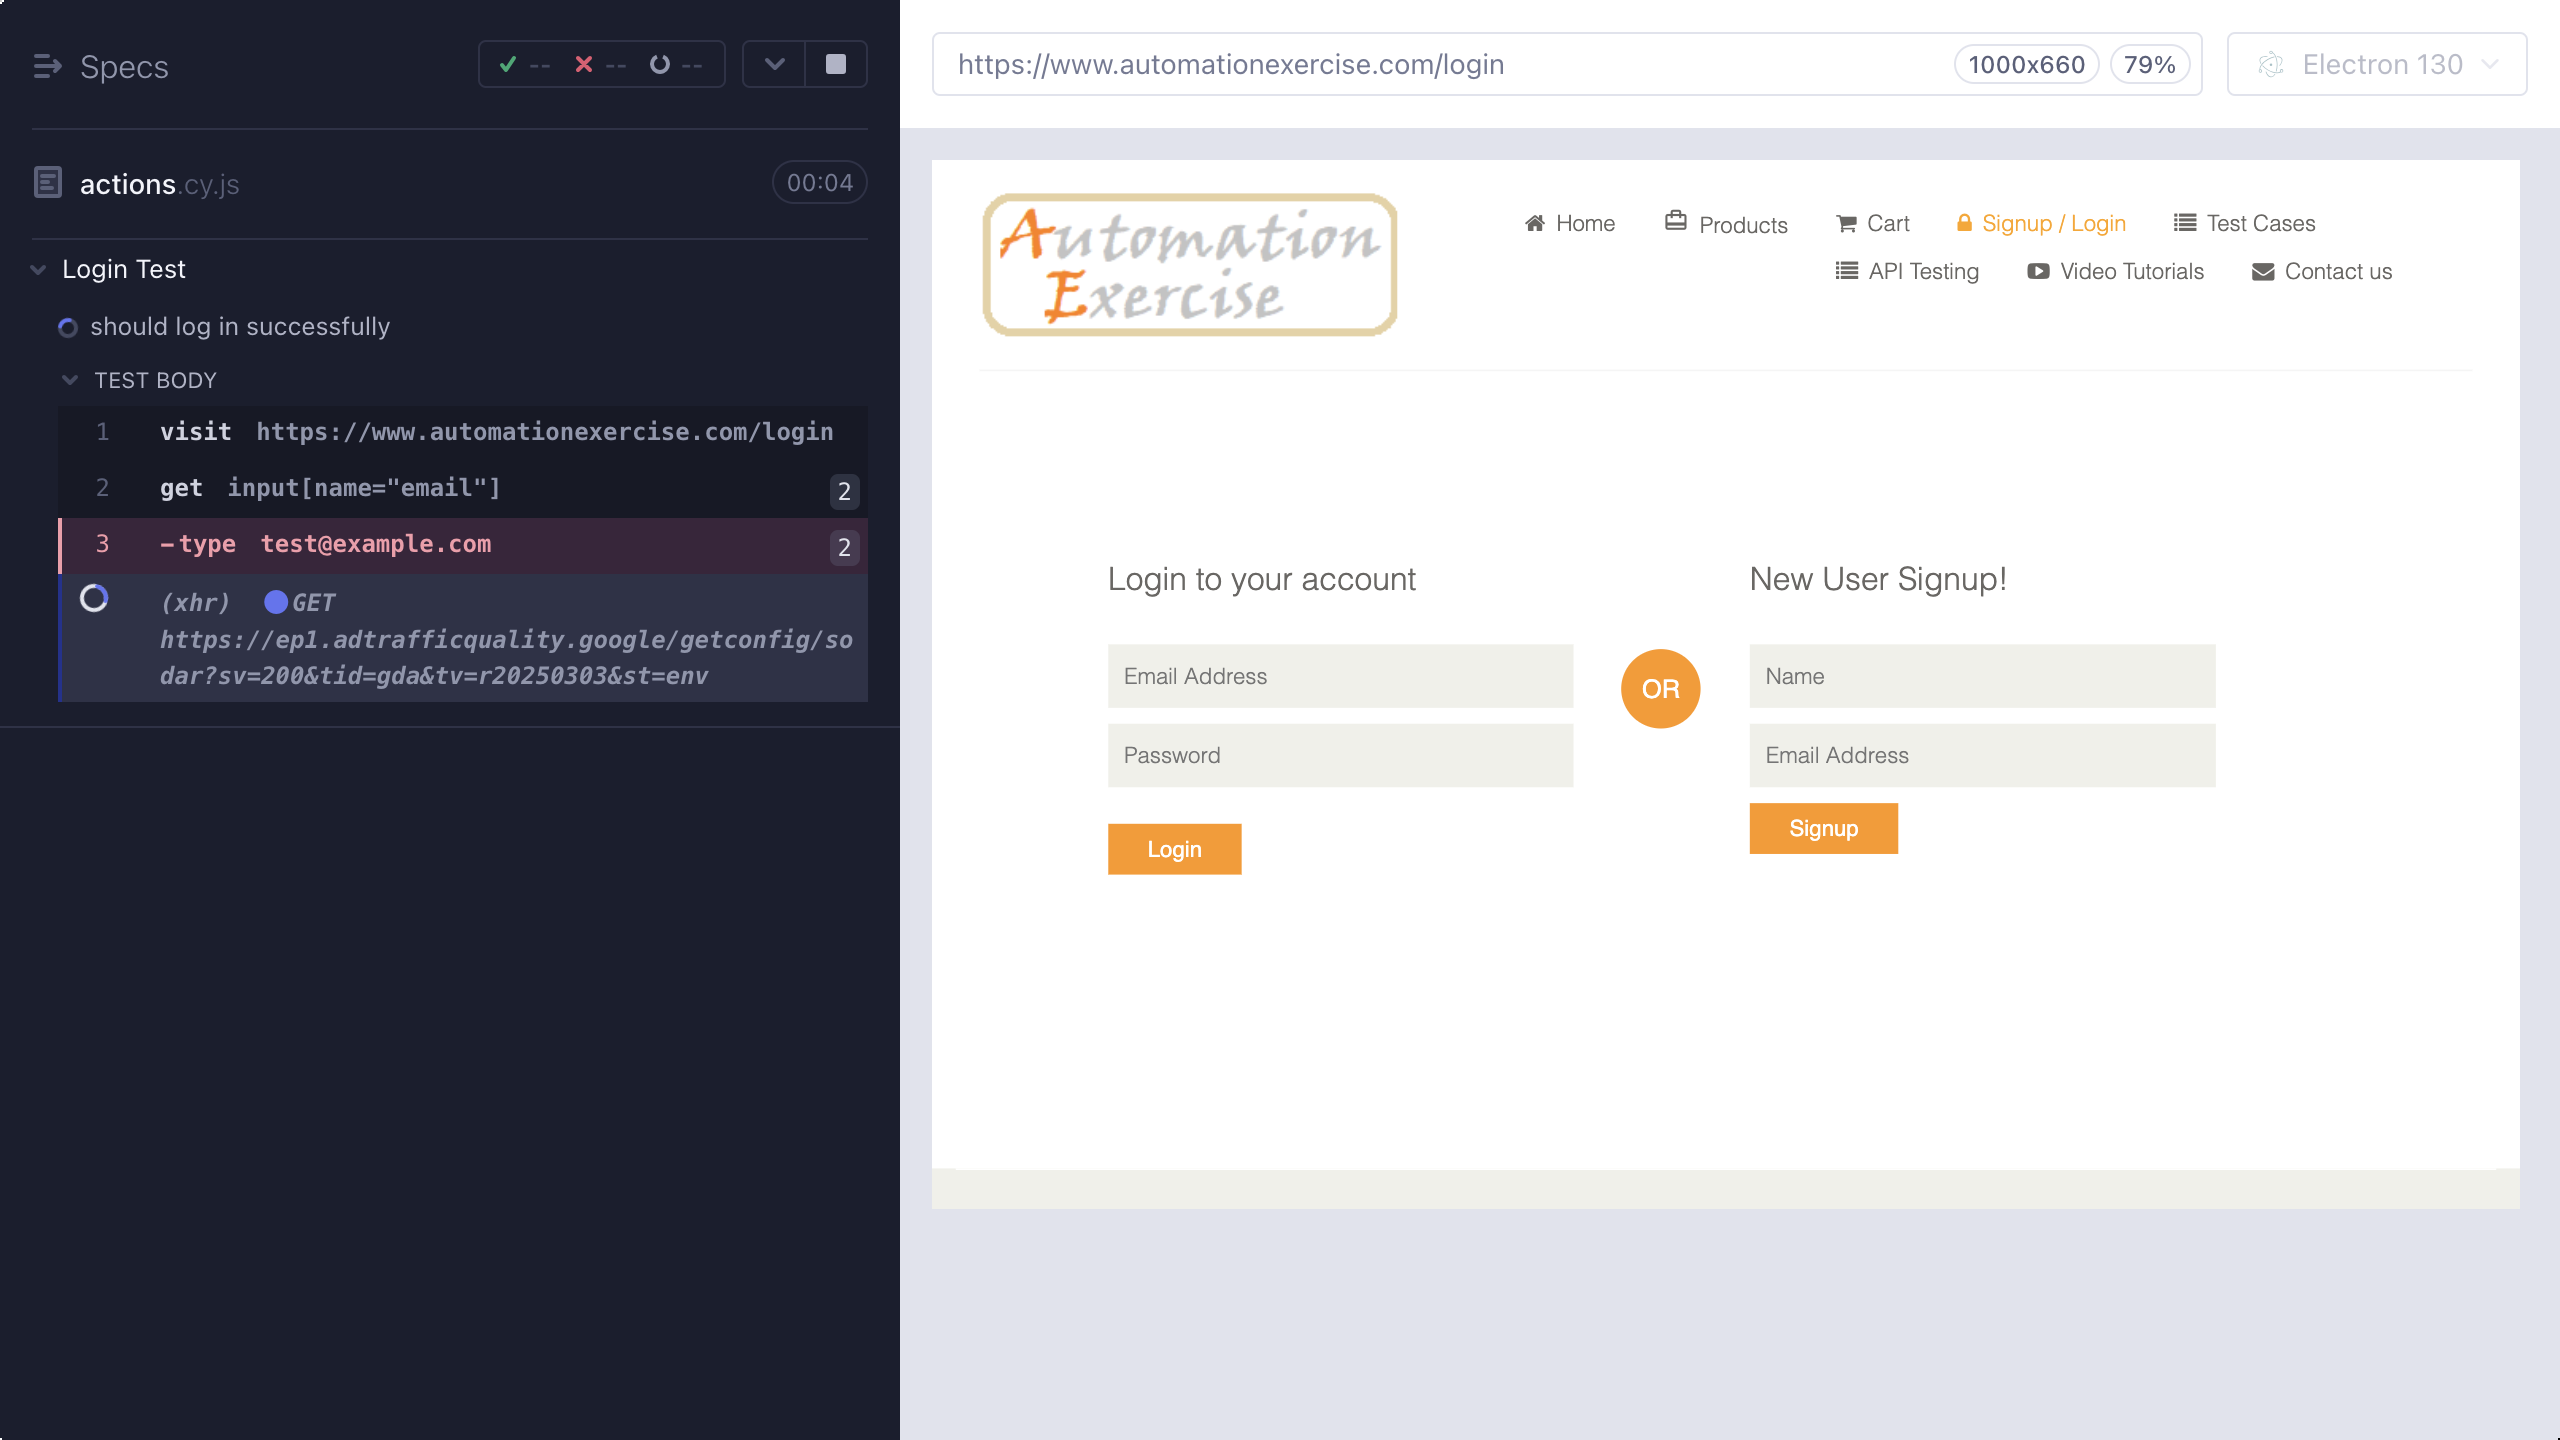 Specs
-- -- --
actions.cy.js 00:04
Login Test
should log in successfully
TEST BODY
1 visit https://www.automationexercise.com/login
2 get input[name="email"] 2
3 -type test@example.com 2
(xhr) GET
https://ep1.adtrafficquality.google/getconfig/so
dar?sv=200&tid=gda&tv=r20250303&st=env
https://www.automationexercise.com/login 1000x660 79% Electron 130
Automation
Exercise
Home Products Cart Signup / Login Test Cases
API Testing Video Tutorials Contact us
Login to your account
Email Address
Password
Login
OR
New User Signup!
Name
Email Address
Signup